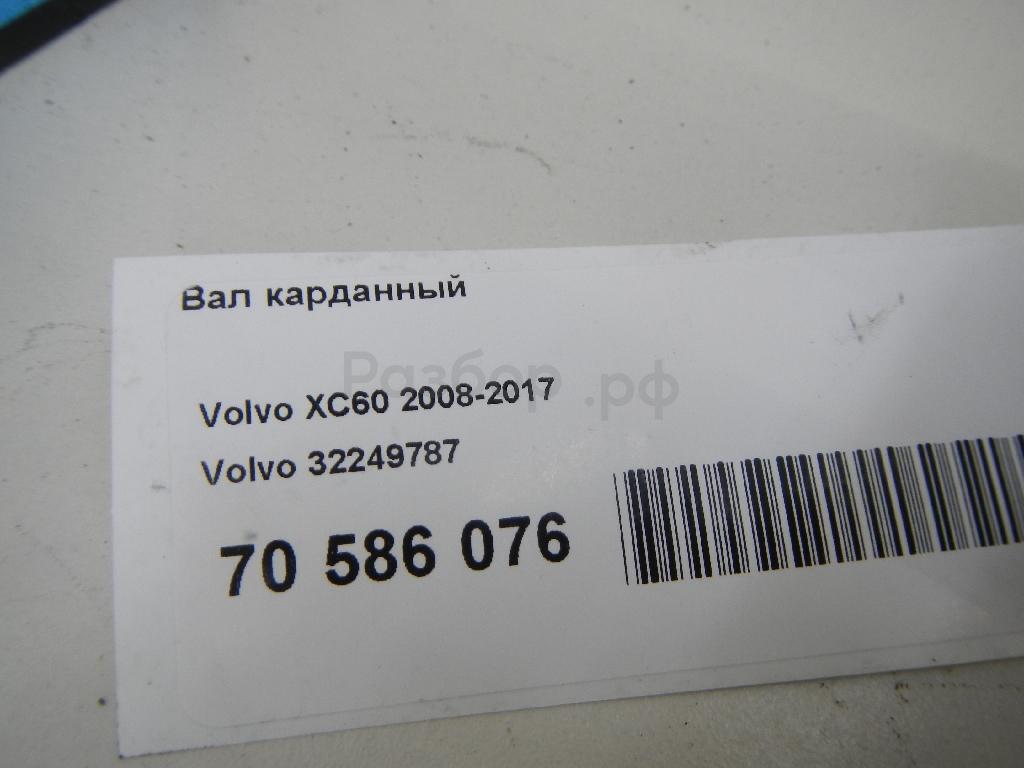 Вал карданный
Разбор.рф
Volvo XC60 2008-2017
Volvo 32249787
70 586 076